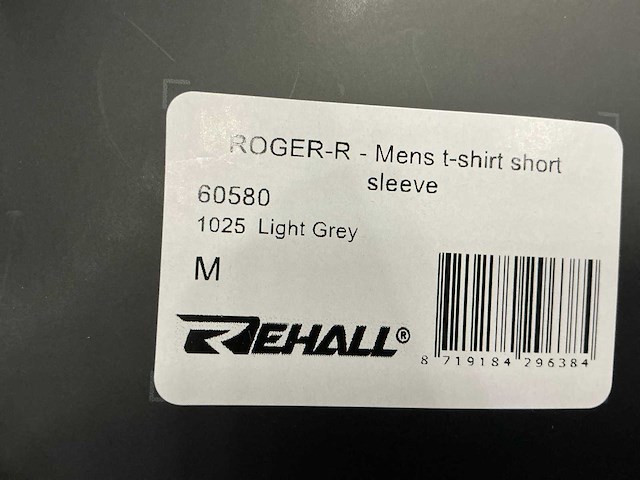 ROGER-R - Mens t-shirt short
sleeve
60580
1025 Light Grey
M
REHALL®
8 719184 296384